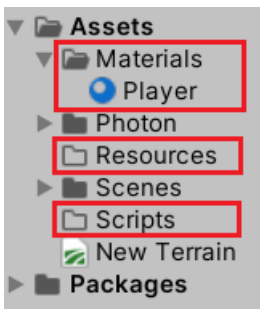 Assets
Materials
Player
Photon
Resources
Scenes
Scripts
New Terrain
Packages